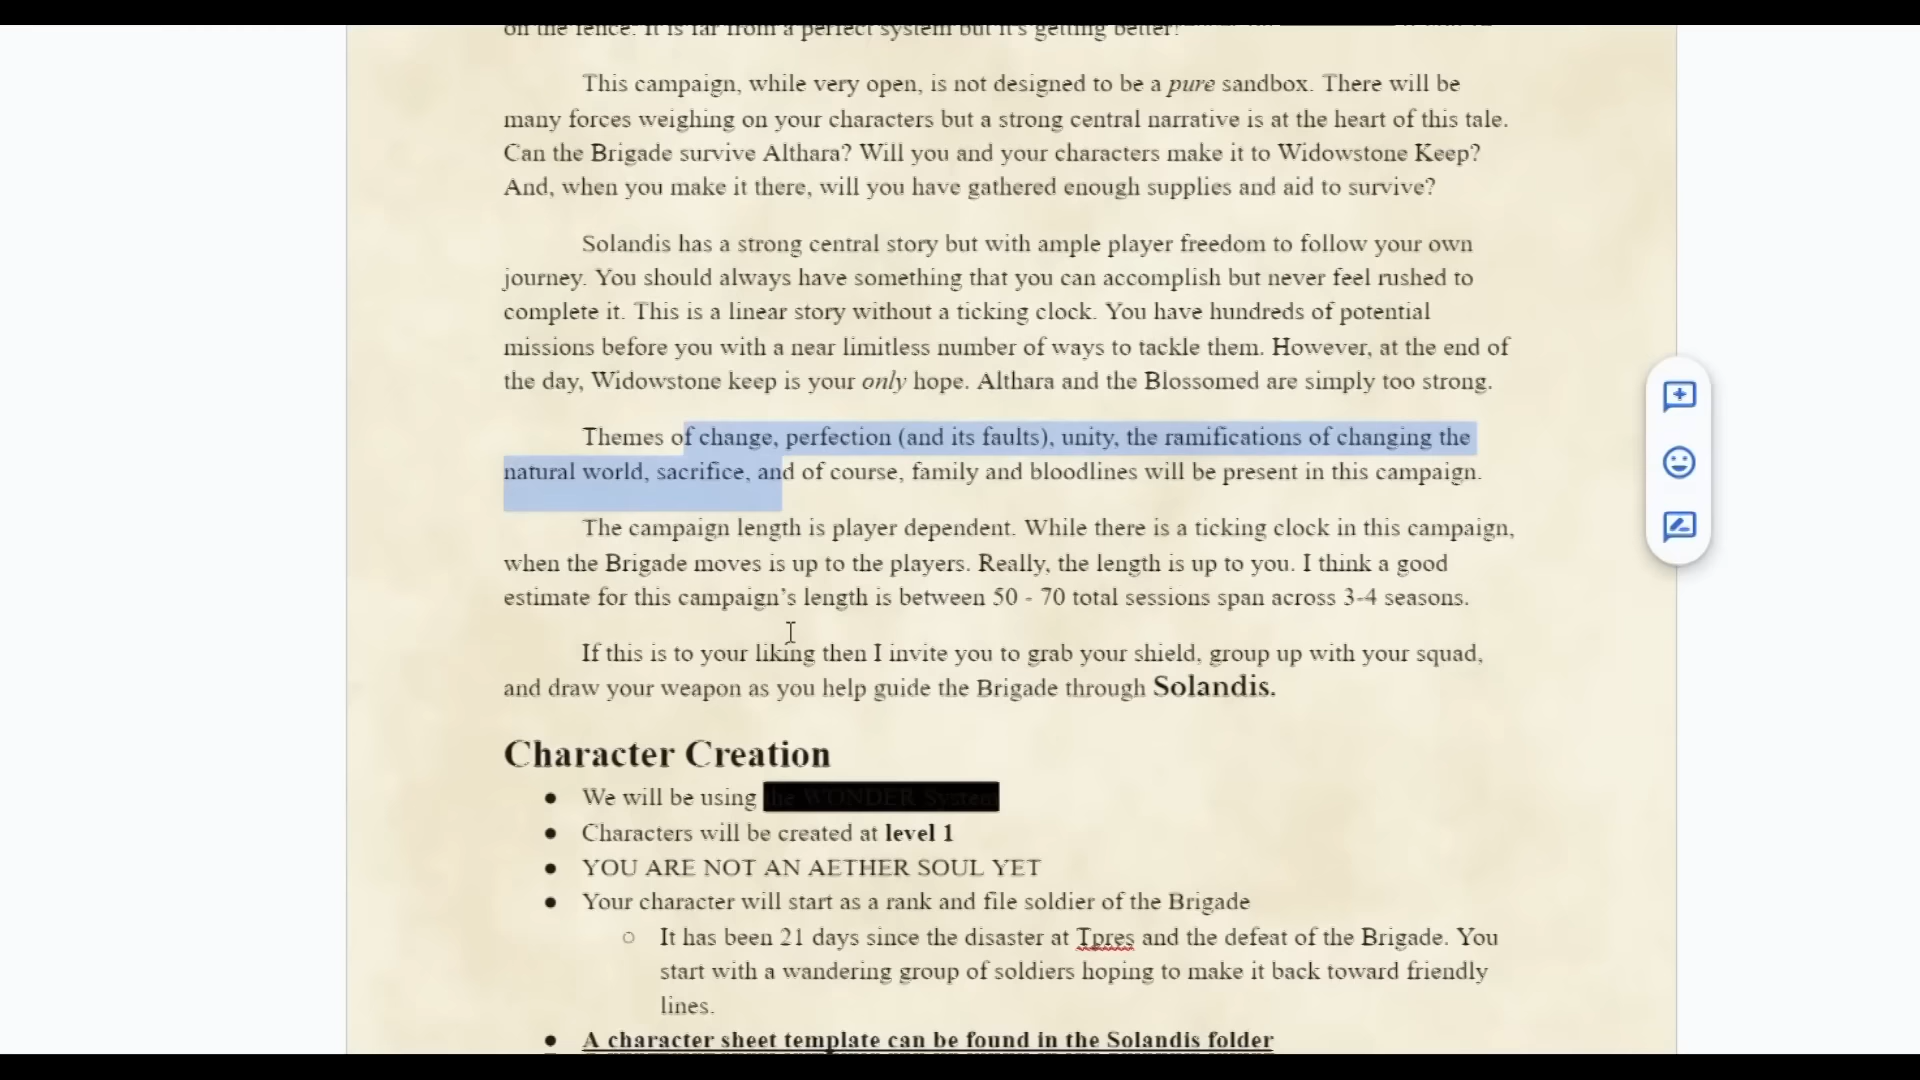 on the fence. It is far from a perfect system but it's getting better!
This campaign, while very open, is not designed to be a pure sandbox. There will be
many forces weighing on your characters but a strong central narrative is at the heart of this tale.
Can the Brigade survive Althara? Will you and your characters make it to Widowstone Keep?
And, when you make it there, will you have gathered enough supplies and aid to survive?
Solandis has a strong central story but with ample player freedom to follow your own
journey. You should always have something that you can accomplish but never feel rushed to
complete it. This is a linear story without a ticking clock. You have hundreds of potential
missions before you with a near limitless number of ways to tackle them. However, at the end of
the day, Widowstone keep is your only hope. Althara and the Blossomed are simply too strong.
Themes of change, perfection (and its faults), unity, the ramifications of changing the
natural world, sacrifice, and of course, family and bloodlines will be present in this campaign.
The campaign length is player dependent. While there is a ticking clock in this campaign,
when the Brigade moves is up to the players. Really, the length is up to you. I think a good
estimate for this campaign’s length is between 50 - 70 total sessions span across 3-4 seasons.
If this is to your liking then I invite you to grab your shield, group up with your squad,
and draw your weapon as you help guide the Brigade through Solandis.
Character Creation
● We will be using the WONDER System
● Characters will be created at level 1
● YOU ARE NOT AN AETHER SOUL YET
● Your character will start as a rank and file soldier of the Brigade
○ It has been 21 days since the disaster at Tpres and the defeat of the Brigade. You
start with a wandering group of soldiers hoping to make it back toward friendly
lines.
● A character sheet template can be found in the Solandis folder